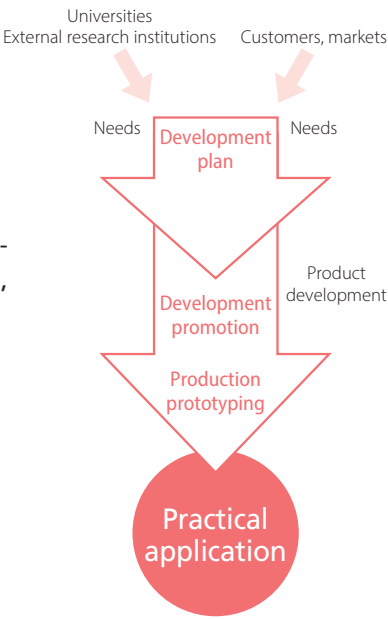 Universities
External research institutions
Customers, markets
Needs
Needs
Development
plan
-
,
Product
development
Development
promotion
Production
prototyping
Practical
application